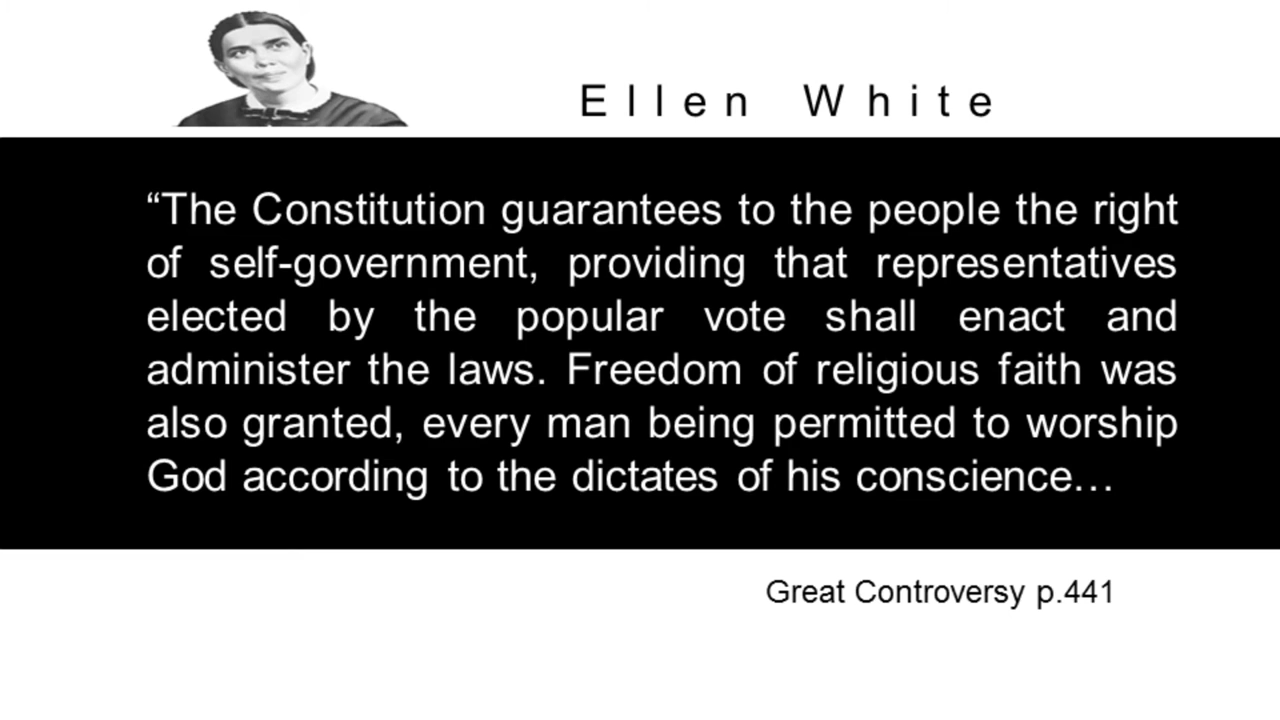 Ellen White
“The Constitution guarantees to the people the right
of self-government, providing that representatives
elected by the popular vote shall enact and
administer the laws. Freedom of religious faith was
also granted, every man being permitted to worship
God according to the dictates of his conscience…
Great Controversy p.441